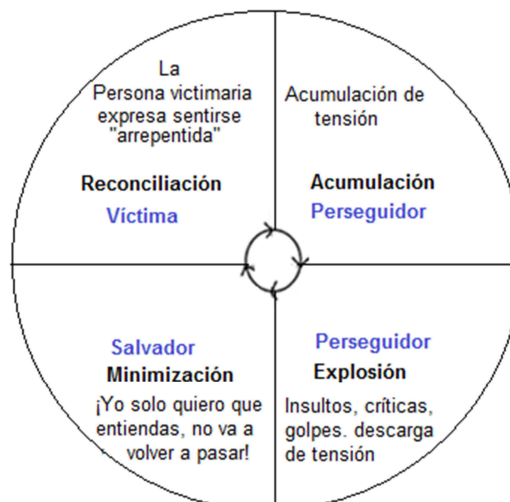 La
Persona victimaria
expresa sentirse
"arrepentida"
Reconciliación
Víctima
Acumulación de
tensión
Acumulación
Perseguidor
Salvador
Minimización
¡Yo solo quiero que
entiendas, no va a
volver a pasar!
Perseguidor
Explosión
Insultos, críticas,
golpes. descarga
de tensión